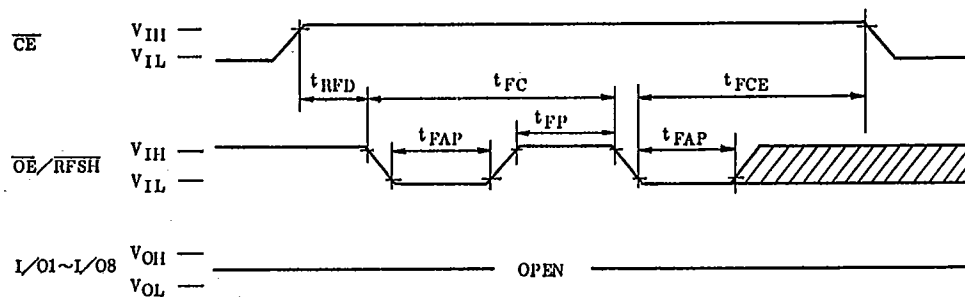 CE VIH
VIL
tRFD tFC tFCE
tFP
tFAP tFAP
OE/RFSH VIH
VIL
I/O1~I/O8 VOH
OPEN
VOL